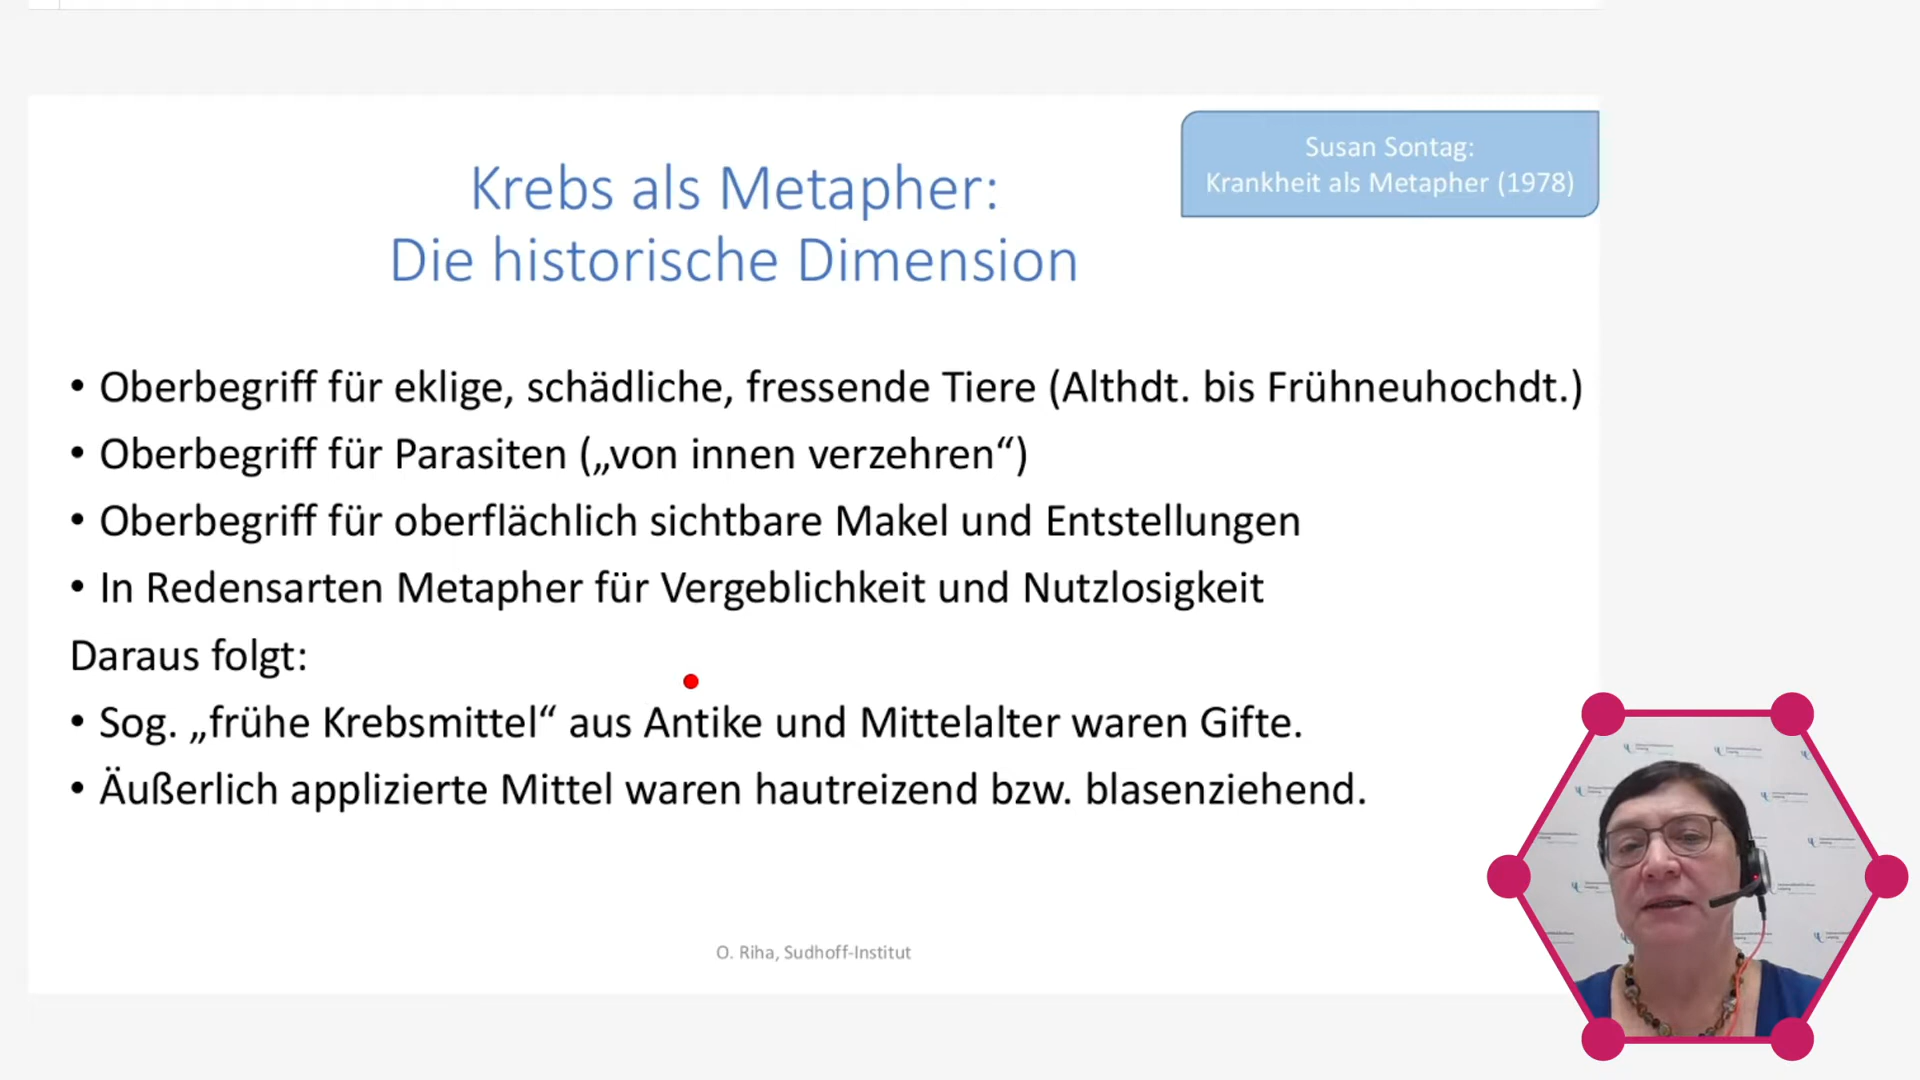 Susan Sontag:
Krankheit als Metapher (1978)
Krebs als Metapher:
Die historische Dimension
• Oberbegriff für eklige, schädliche, fressende Tiere (Althdt. bis Frühneuhochdt.)
• Oberbegriff für Parasiten („von innen verzehren“)
• Oberbegriff für oberflächlich sichtbare Makel und Entstellungen
• In Redensarten Metapher für Vergeblichkeit und Nutzlosigkeit
Daraus folgt:
• Sog. „frühe Krebsmittel“ aus Antike und Mittelalter waren Gifte.
• Äußerlich applizierte Mittel waren hautreizend bzw. blasenziehend.
O. Riha, Sudhoff-Institut